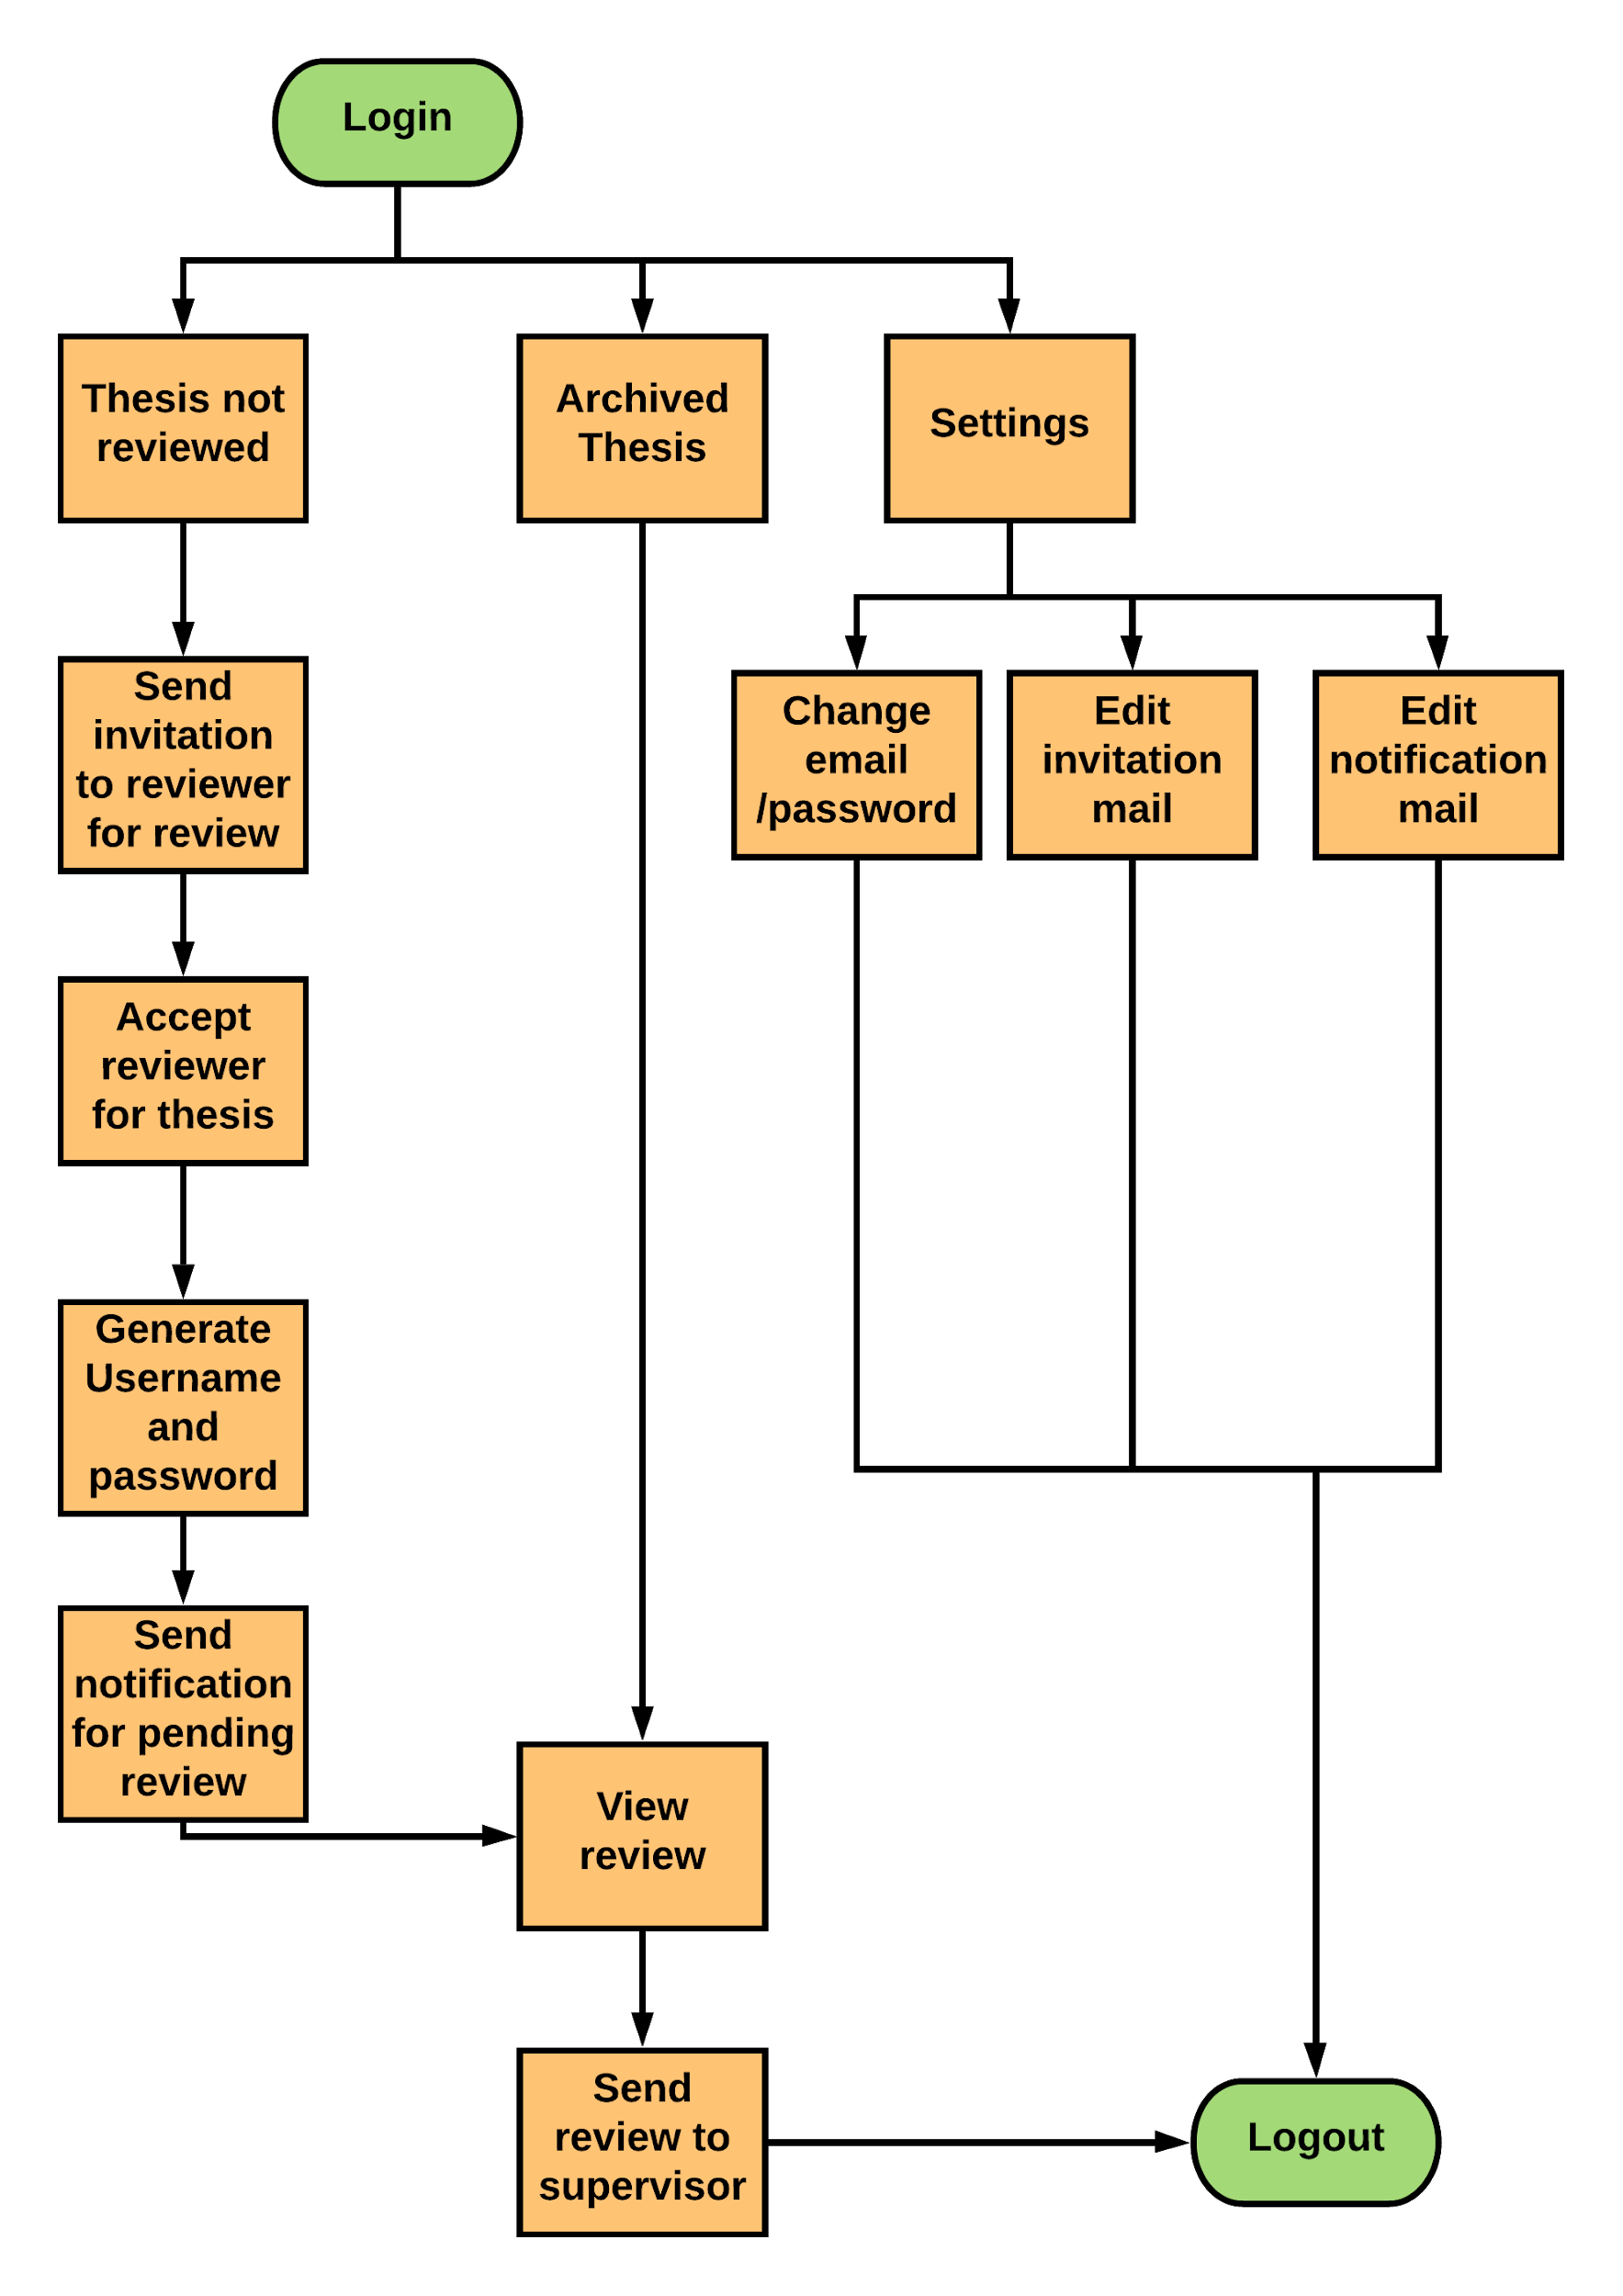 Login
Thesis not
reviewed
Archived
Thesis
Settings
Send
invitation
to reviewer
for review
Change
email
/password
Edit
invitation
mail
Edit
notification
mail
Accept
reviewer
for thesis
Generate
Username
and
password
Send
notification
for pending
review
View
review
Send
review to
supervisor
Logout